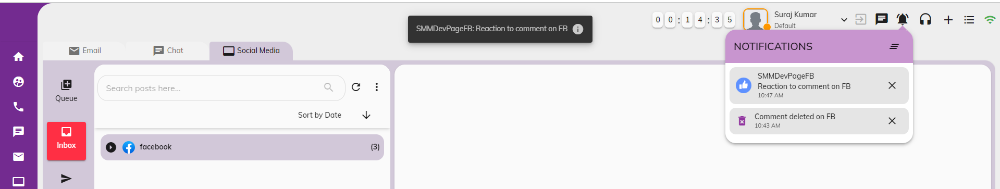 SMMDevPageFB: Reaction to comment on FB
0 0 : 1 4 : 3 5
Suraj Kumar
Default
Email
Chat
Social Media
NOTIFICATIONS
SMMDevPageFB
Reaction to comment on FB
10:47 AM
Comment deleted on FB
10:43 AM
Queue
Inbox
Search posts here...
Sort by Date
facebook (3)